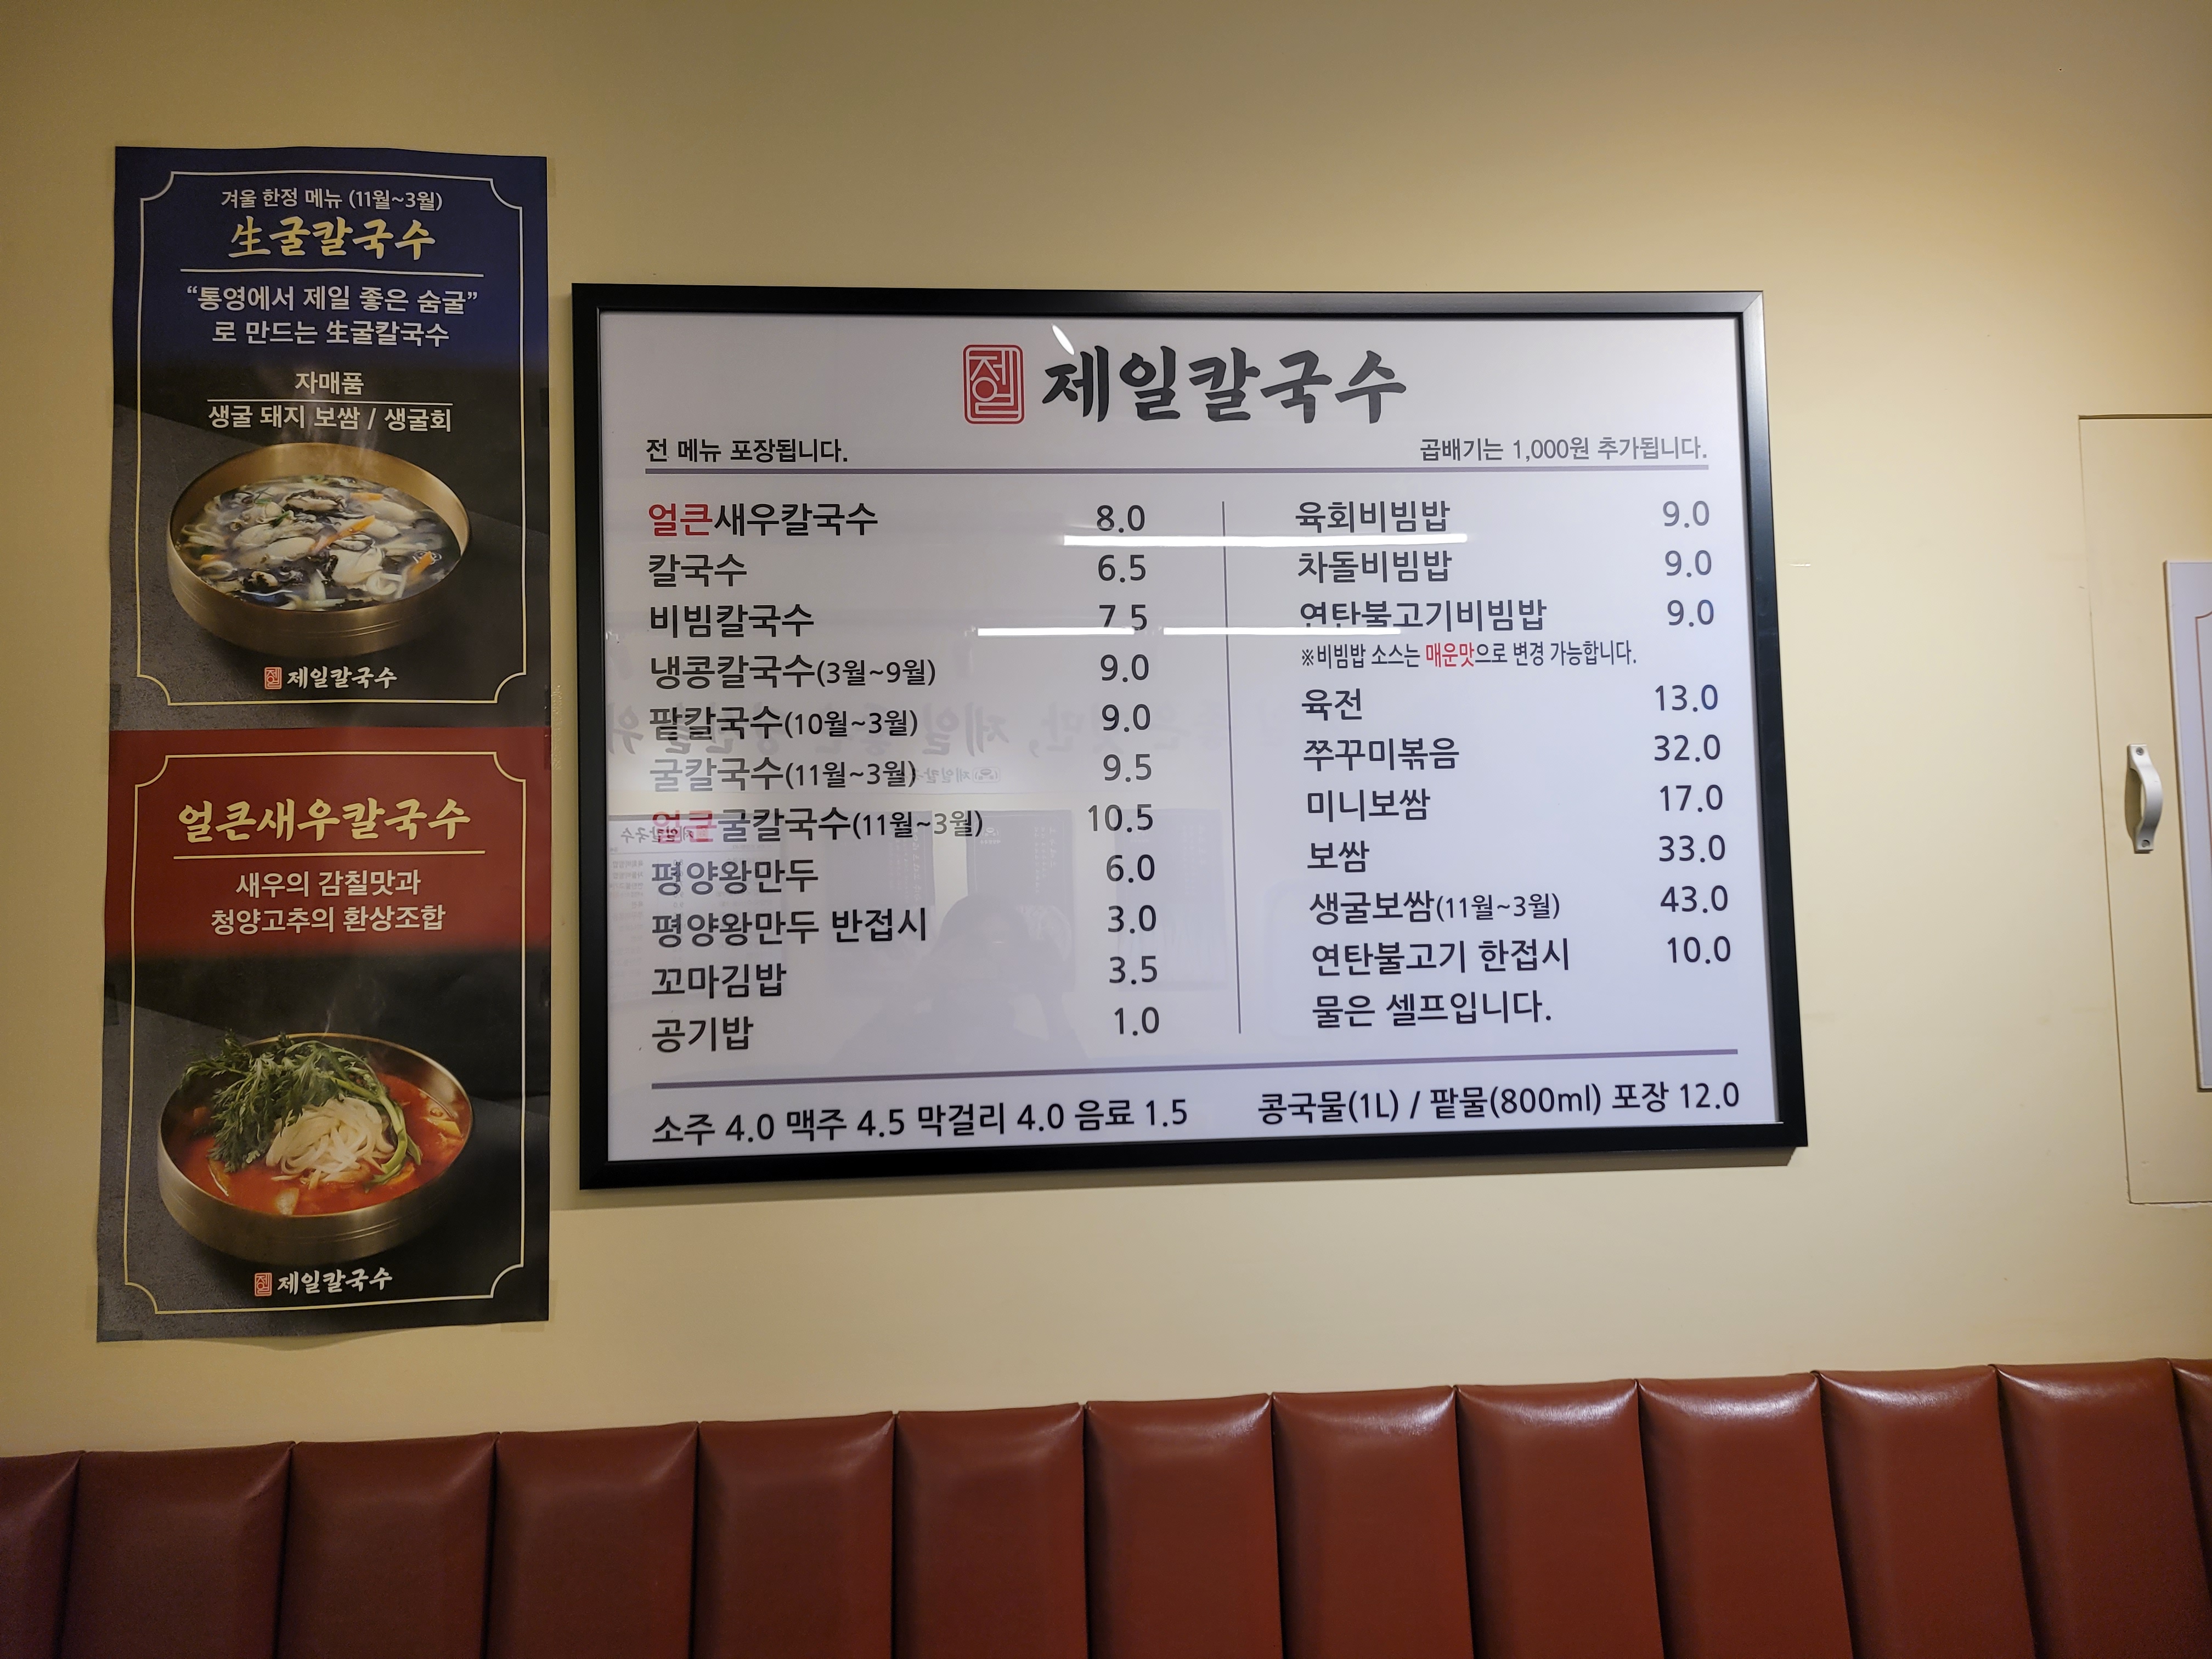 겨울 한정 메뉴 (11월~3월)
生굴칼국수
“통영에서 제일 좋은 숨굴”
로 만드는 生굴칼국수
자매품
생굴 돼지 보쌈 / 생굴회
제일 제일칼국수
얼큰새우칼국수
새우의 감칠맛과
청양고추의 환상조합
제일 제일칼국수
제일 제일칼국수
전 메뉴 포장됩니다.
곱배기는 1,000원 추가됩니다.
얼큰새우칼국수 8.0
칼국수 6.5
비빔칼국수 7.5
냉콩칼국수(3월~9월) 9.0
팥칼국수(10월~3월) 9.0
굴칼국수(11월~3월) 9.5
얼큰굴칼국수(11월~3월) 10.5
평양왕만두 6.0
평양왕만두 반접시 3.0
꼬마김밥 3.5
공기밥 1.0
육회비빔밥 9.0
차돌비빔밥 9.0
연탄불고기비빔밥 9.0
※비빔밥 소스는 매운맛으로 변경 가능합니다.
육전 13.0
쭈꾸미볶음 32.0
미니보쌈 17.0
보쌈 33.0
생굴보쌈(11월~3월) 43.0
연탄불고기 한접시 10.0
물은 셀프입니다.
소주 4.0 맥주 4.5 막걸리 4.0 음료 1.5
콩국물(1L) / 팥물(800ml) 포장 12.0